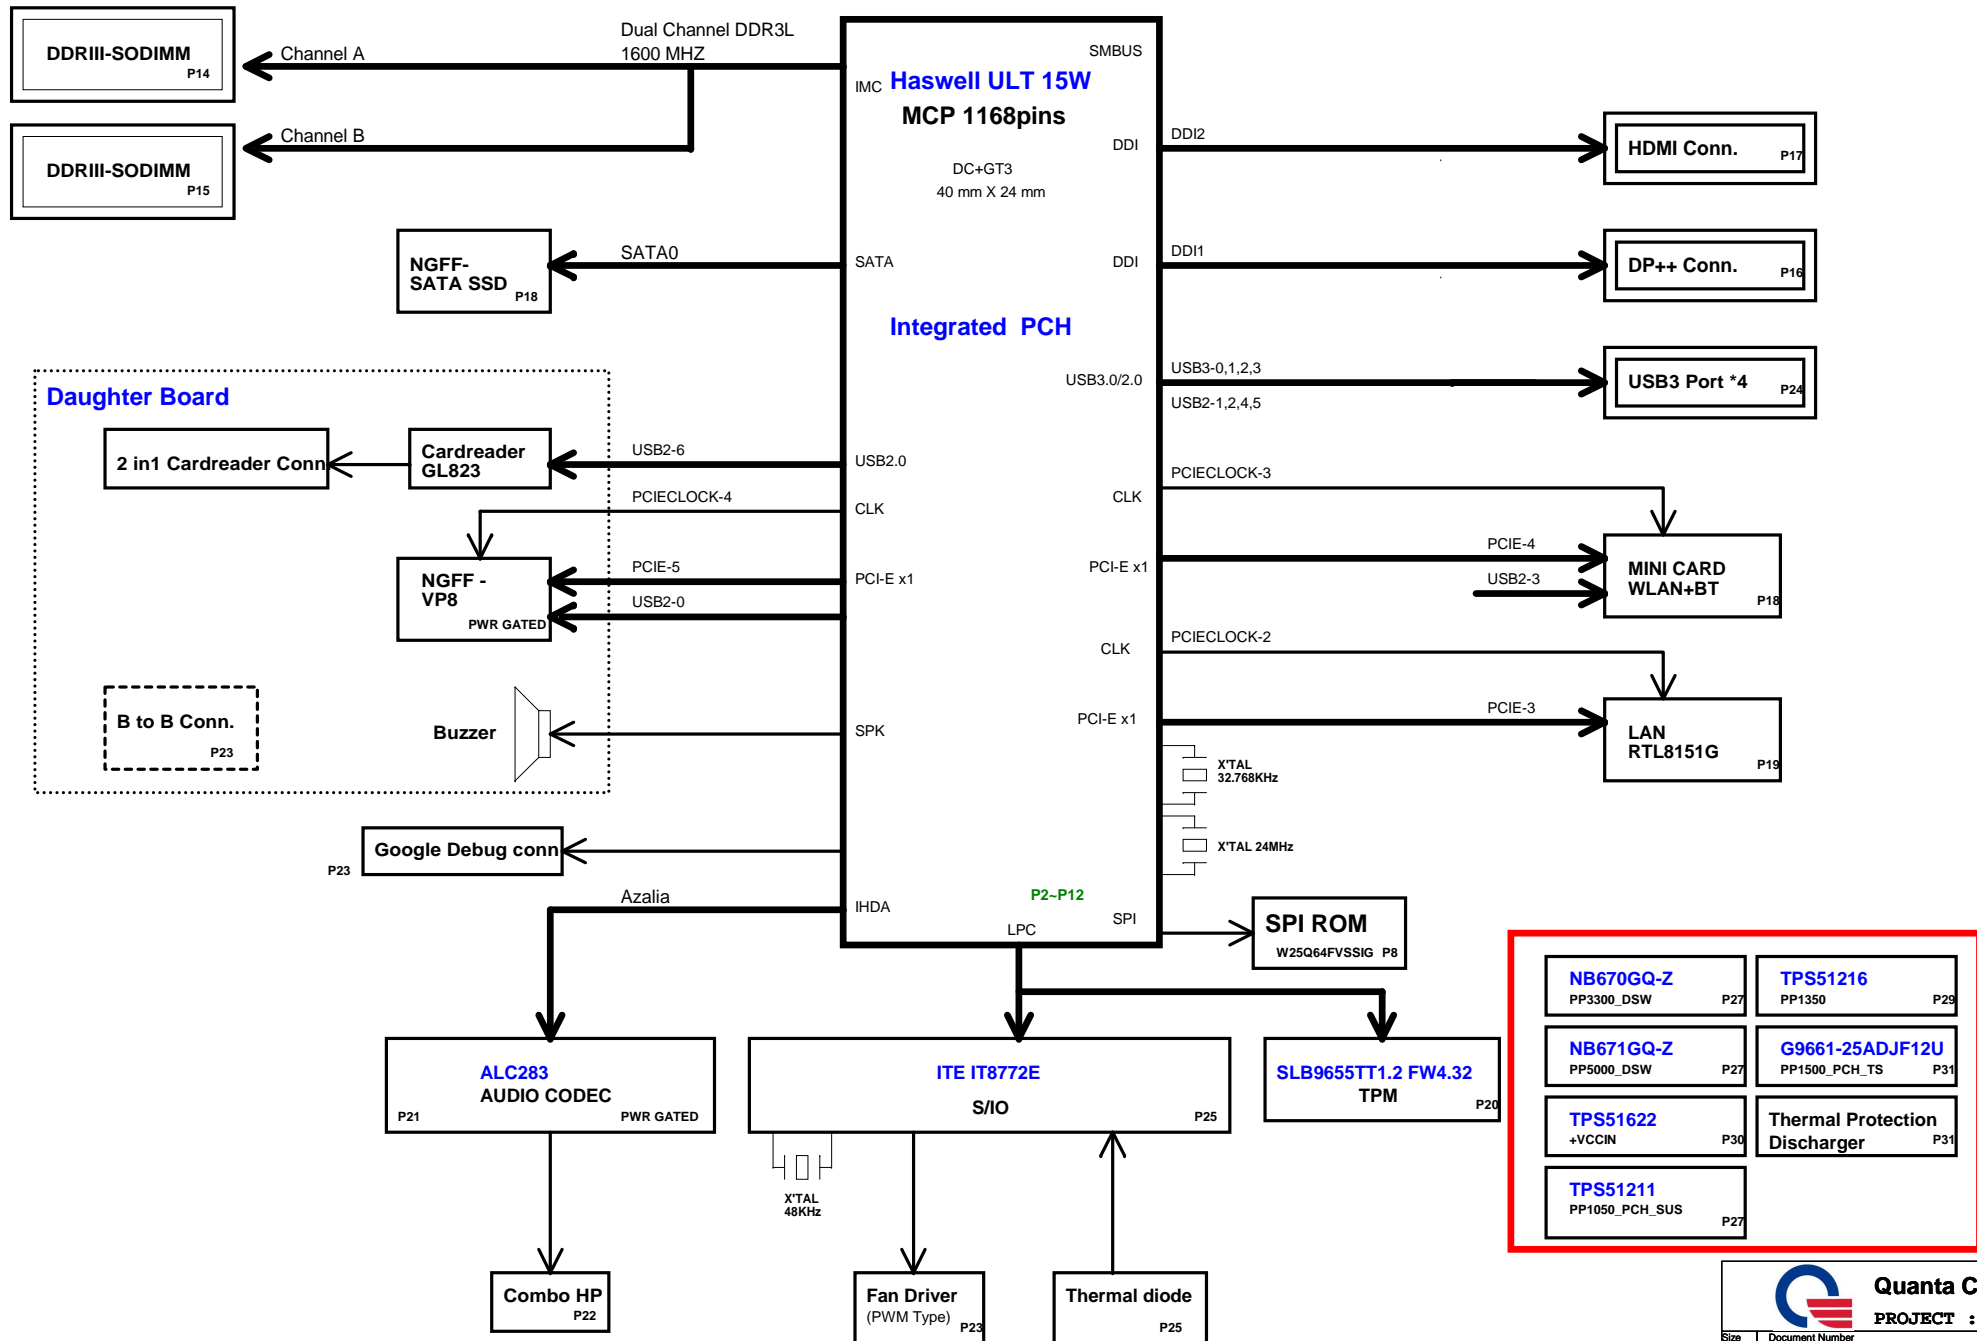 DDRIII-SODIMM
P14
Channel A
Dual Channel DDR3L
1600 MHZ
DDRIII-SODIMM
P15
Channel B
IMC
SMBUS
Haswell ULT 15W
MCP 1168pins
DC+GT3
40 mm X 24 mm
DDI
DDI2
HDMI Conn.
P17
NGFF-
SATA SSD
P18
SATA0
SATA
DDI
DDI1
DP++ Conn.
P16
Integrated PCH
USB3.0/2.0
USB3-0,1,2,3
USB2-1,2,4,5
USB3 Port *4
P24
Daughter Board
2 in1 Cardreader Conn
Cardreader
GL823
USB2-6
USB2.0
PCIECLOCK-4
CLK
NGFF -
VP8
PWR GATED
PCIE-5
USB2-0
PCI-E x1
CLK
PCIECLOCK-3
PCI-E x1
PCIE-4
USB2-3
MINI CARD
WLAN+BT
P18
CLK
PCIECLOCK-2
PCI-E x1
PCIE-3
LAN
RTL8151G
P19
B to B Conn.
P23
Buzzer
SPK
X'TAL
32.768KHz
X'TAL 24MHz
Google Debug conn
P23
Azalia
IHDA
P2~P12
LPC
SPI
SPI ROM
W25Q64FVSSIG P8
ALC283
AUDIO CODEC
P21
PWR GATED
ITE IT8772E
S/IO
P25
SLB9655TT1.2 FW4.32
TPM
P20
X'TAL
48KHz
Combo HP
P22
Fan Driver
(PWM Type)
P23
Thermal diode
P25
NB670GQ-Z
PP3300_DSW
P27
TPS51216
PP1350
P29
NB671GQ-Z
PP5000_DSW
P27
G9661-25ADJF12U
PP1500_PCH_TS
P31
TPS51622
+VCCIN
P30
Thermal Protection
Discharger
P31
TPS51211
PP1050_PCH_SUS
P27
Quanta C
PROJECT :
Size
Document Number